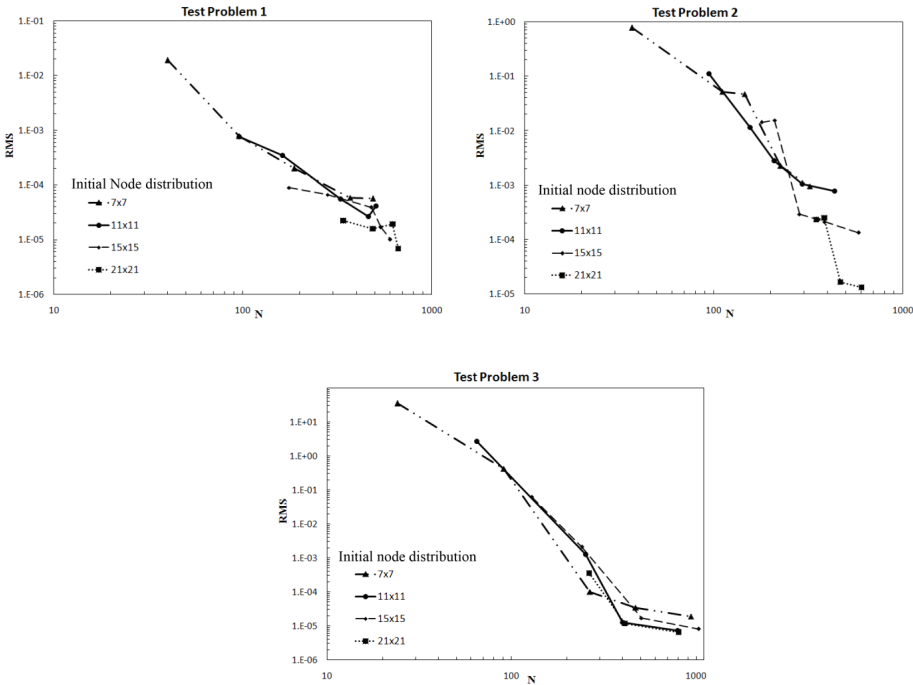 Test Problem 1
1.E-01
1.E-02
1.E-03
1.E-04
1.E-05
1.E-06
RMS
Initial Node distribution
7x7
11x11
15x15
21x21
10
100
1000
N
Test Problem 2
1.E+00
1.E-01
1.E-02
1.E-03
1.E-04
1.E-05
RMS
Initial node distribution
7x7
11x11
15x15
21x21
10
100
1000
N
Test Problem 3
1.E+01
1.E+00
1.E-01
1.E-02
1.E-03
1.E-04
1.E-05
1.E-06
RMS
Initial node distribution
7x7
11x11
15x15
21x21
10
100
1000
N